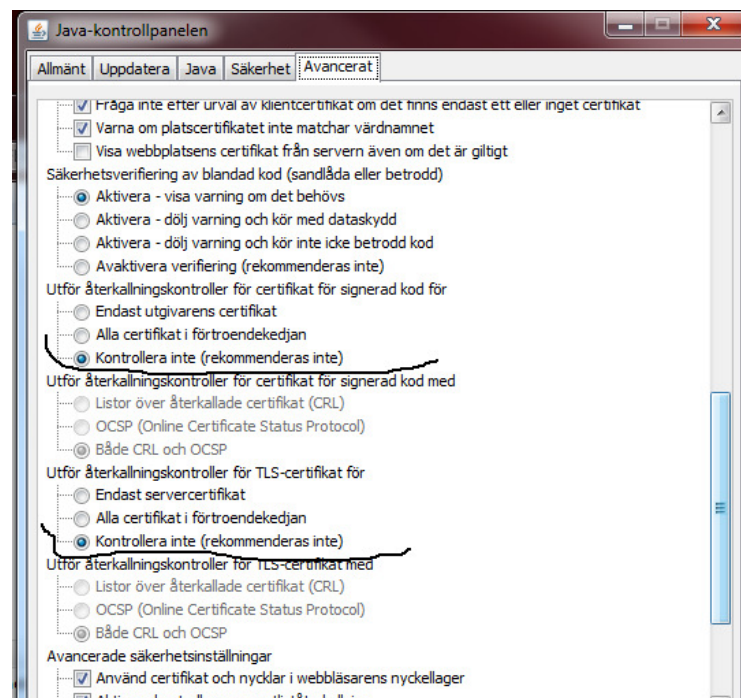 Java-kontrollpanelen
Allmänt Uppdatera Java Säkerhet Avancerat
Fråga inte efter urval av klientcertifikat om det finns endast ett eller inget certifikat
Varna om platscertifikatet inte matchar värdnamnet
Visa webbplatsens certifikat från servern även om det är giltigt
Säkerhetsverifiering av blandad kod (sandlåda eller betrodd)
Aktivera - visa varning om det behövs
Aktivera - dölj varning och kör med dataskydd
Aktivera - dölj varning och kör inte icke betrodd kod
Avaktivera verifiering (rekommenderas inte)
Utför återkallningskontroller för certifikat för signerad kod för
Endast utgivarens certifikat
Alla certifikat i förtroendekedjan
Kontrollera inte (rekommenderas inte)
Utför återkallningskontroller för certifikat för signerad kod med
Listor över återkallade certifikat (CRL)
OCSP (Online Certificate Status Protocol)
Både CRL och OCSP
Utför återkallningskontroller för TLS-certifikat för
Endast servercertifikat
Alla certifikat i förtroendekedjan
Kontrollera inte (rekommenderas inte)
Utför återkallningskontroller för TLS-certifikat med
Listor över återkallade certifikat (CRL)
OCSP (Online Certificate Status Protocol)
Både CRL och OCSP
Avancerade säkerhetsinställningar
Använd certifikat och nycklar i webbläsarens nyckellager